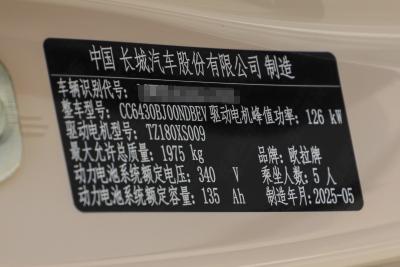 中国 长城汽车股份有限公司 制造
车辆识别代号:
整车型号: CC6430BJ00NDBEV 驱动电机峰值功率: 126 kW
驱动电机型号: TZ180XS009
最大允许总质量: 1975 kg 品牌: 欧拉牌
动力电池系统额定电压: 340 V 乘坐人数: 5 人
动力电池系统额定容量: 135 Ah 制造年月: 2025-05